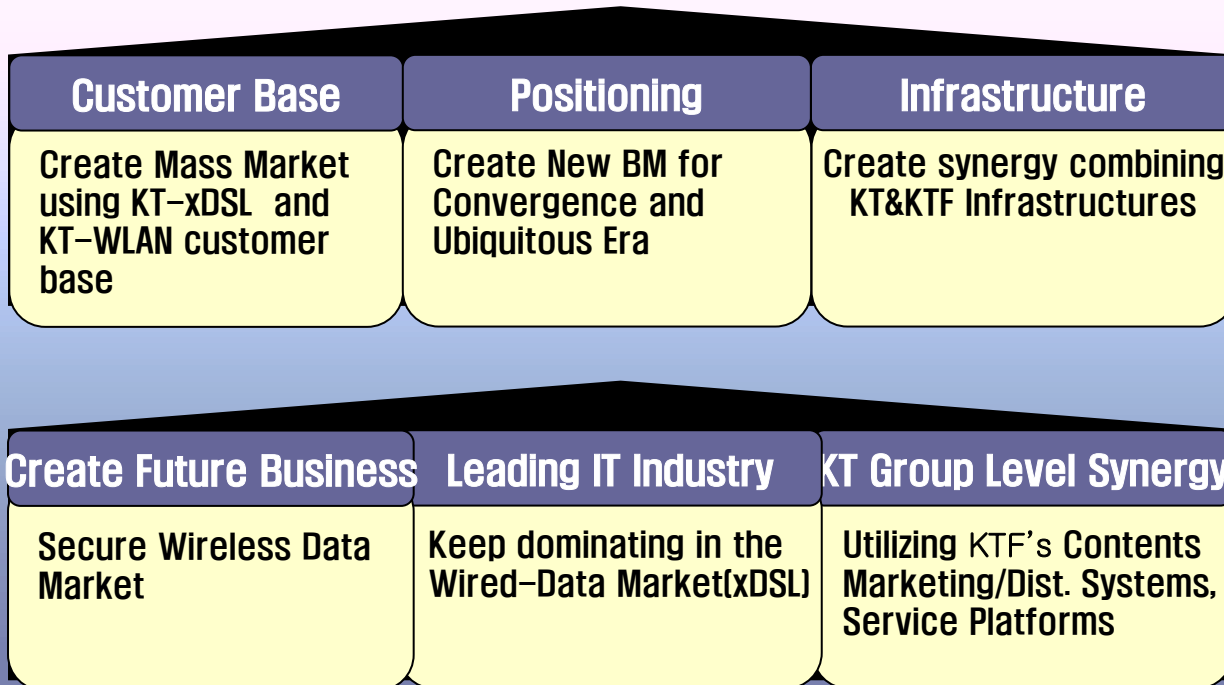 Customer Base
Create Mass Market
using KT-xDSL and
KT-WLAN customer
base
Positioning
Create New BM for
Convergence and
Ubiquitous Era
Infrastructure
Create synergy combining
KT&KTF Infrastructures
Create Future Business
Secure Wireless Data
Market
Leading IT Industry
Keep dominating in the
Wired-Data Market(xDSL)
KT Group Level Synergy
Utilizing KTF's Contents
Marketing/Dist. Systems,
Service Platforms